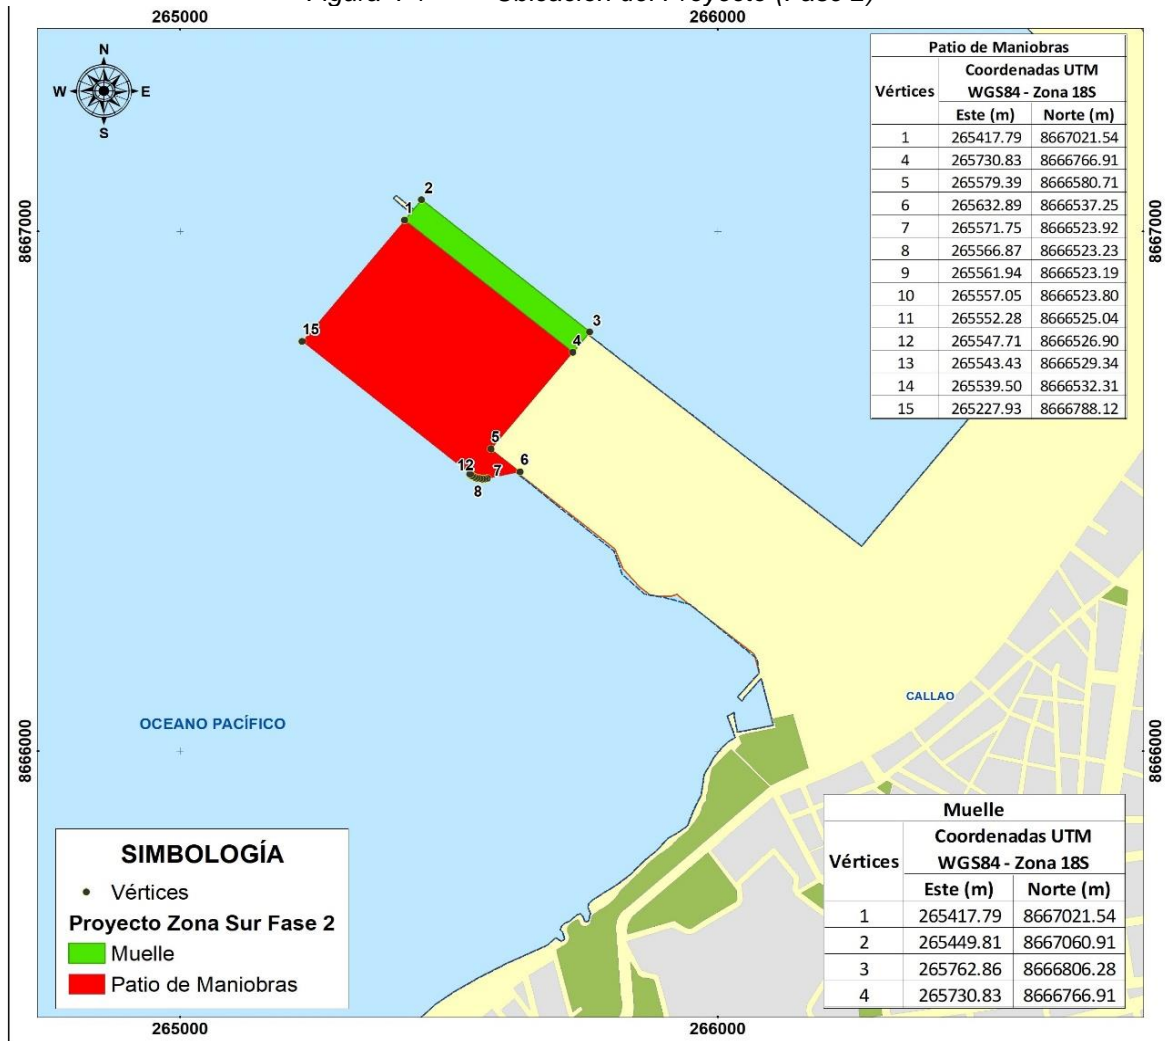 265000
266000
N
W
E
S
8667000
8667000
Patio de Maniobras
Vértices
Coordenadas UTM
WGS84 - Zona 18S
Este (m) Norte (m)
1 265417.79 8667021.54
4 265730.83 8666766.91
5 265579.39 8666580.71
6 265632.89 8666537.25
7 265571.75 8666523.92
8 265566.87 8666523.23
9 265561.94 8666523.19
10 265557.05 8666523.80
11 265552.28 8666525.04
12 265547.71 8666526.90
13 265543.43 8666529.34
14 265539.50 8666532.31
15 265227.93 8666788.12
2
1
3
15
4
5
6
12
7
8
CALLAO
OCEANO PACÍFICO
8666000
8666000
SIMBOLOGÍA
Vértices
Proyecto Zona Sur Fase 2
Muelle
Patio de Maniobras
Muelle
Vértices
Coordenadas UTM
WGS84 - Zona 18S
Este (m) Norte (m)
1 265417.79 8667021.54
2 265449.81 8667060.91
3 265762.86 8666806.28
4 265730.83 8666766.91
265000
266000